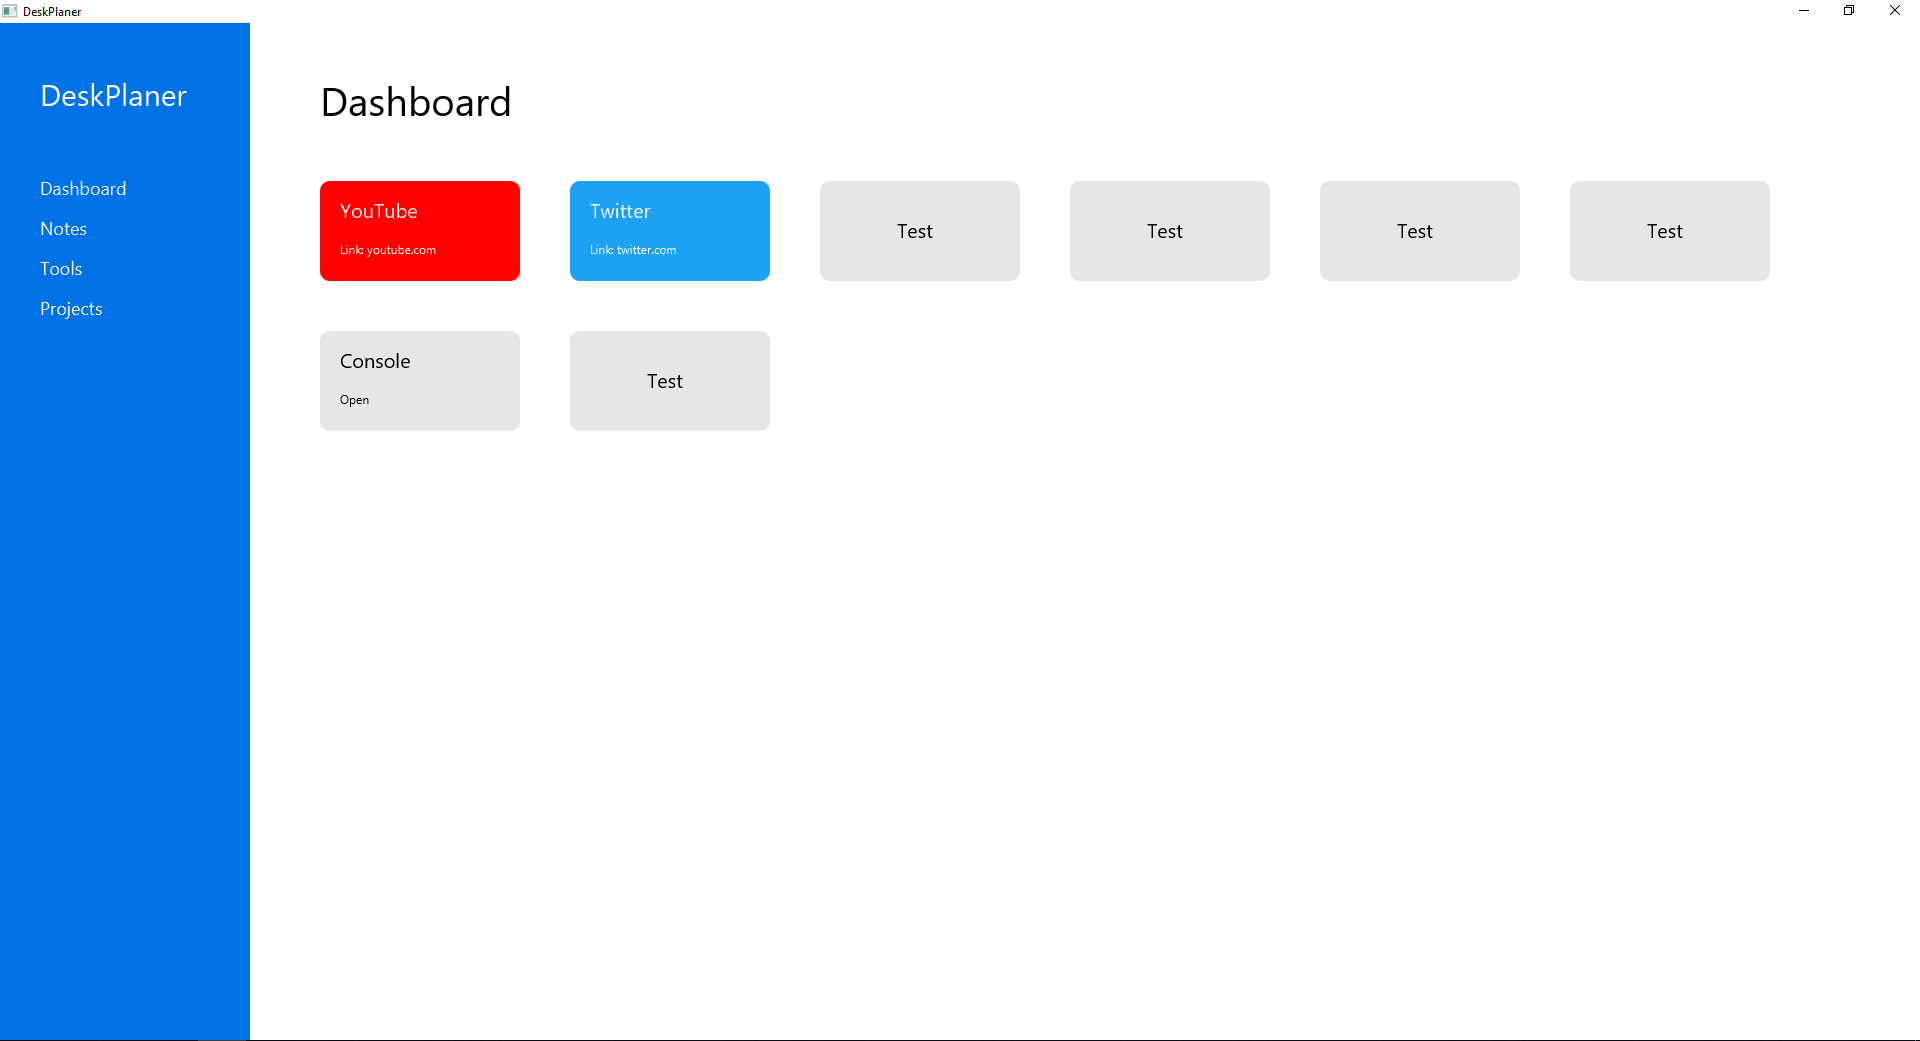 DeskPlaner
DeskPlaner
Dashboard
Notes
Tools
Projects
Dashboard
YouTube
Link: youtube.com
Twitter
Link: twitter.com
Test
Test
Test
Test
Console
Open
Test